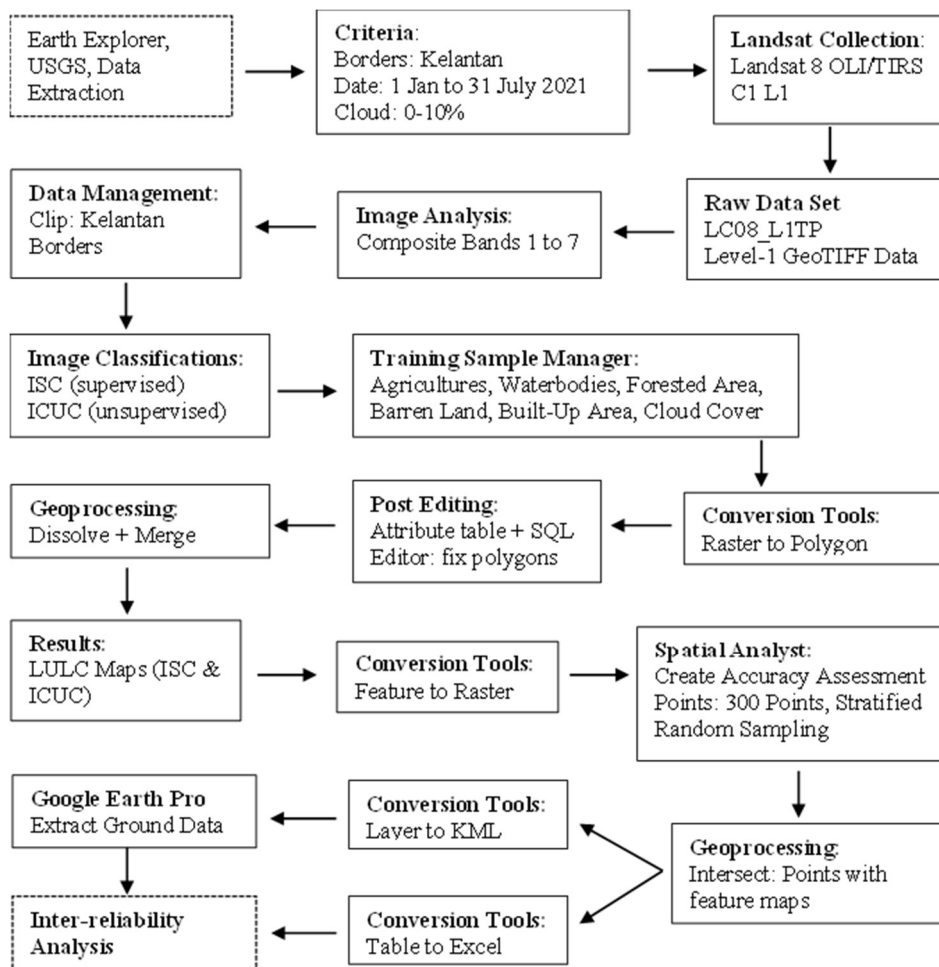 Earth Explorer,
USGS, Data
Extraction
Criteria:
Borders: Kelantan
Date: 1 Jan to 31 July 2021
Cloud: 0-10%
Landsat Collection:
Landsat 8 OLI/TIRS
C1 L1
Raw Data Set
LC08_L1TP
Level-1 GeoTIFF Data
Image Analysis:
Composite Bands 1 to 7
Data Management:
Clip: Kelantan
Borders
Image Classifications:
ISC (supervised)
ICUC (unsupervised)
Training Sample Manager:
Agricultures, Waterbodies, Forested Area,
Barren Land, Built-Up Area, Cloud Cover
Conversion Tools:
Raster to Polygon
Post Editing:
Attribute table + SQL
Editor: fix polygons
Geoprocessing:
Dissolve + Merge
Results:
LULC Maps (ISC &
ICUC)
Conversion Tools:
Feature to Raster
Spatial Analyst:
Create Accuracy Assessment
Points: 300 Points, Stratified
Random Sampling
Geoprocessing:
Intersect: Points with
feature maps
Conversion Tools:
Layer to KML
Google Earth Pro
Extract Ground Data
Conversion Tools:
Table to Excel
Inter-reliability
Analysis